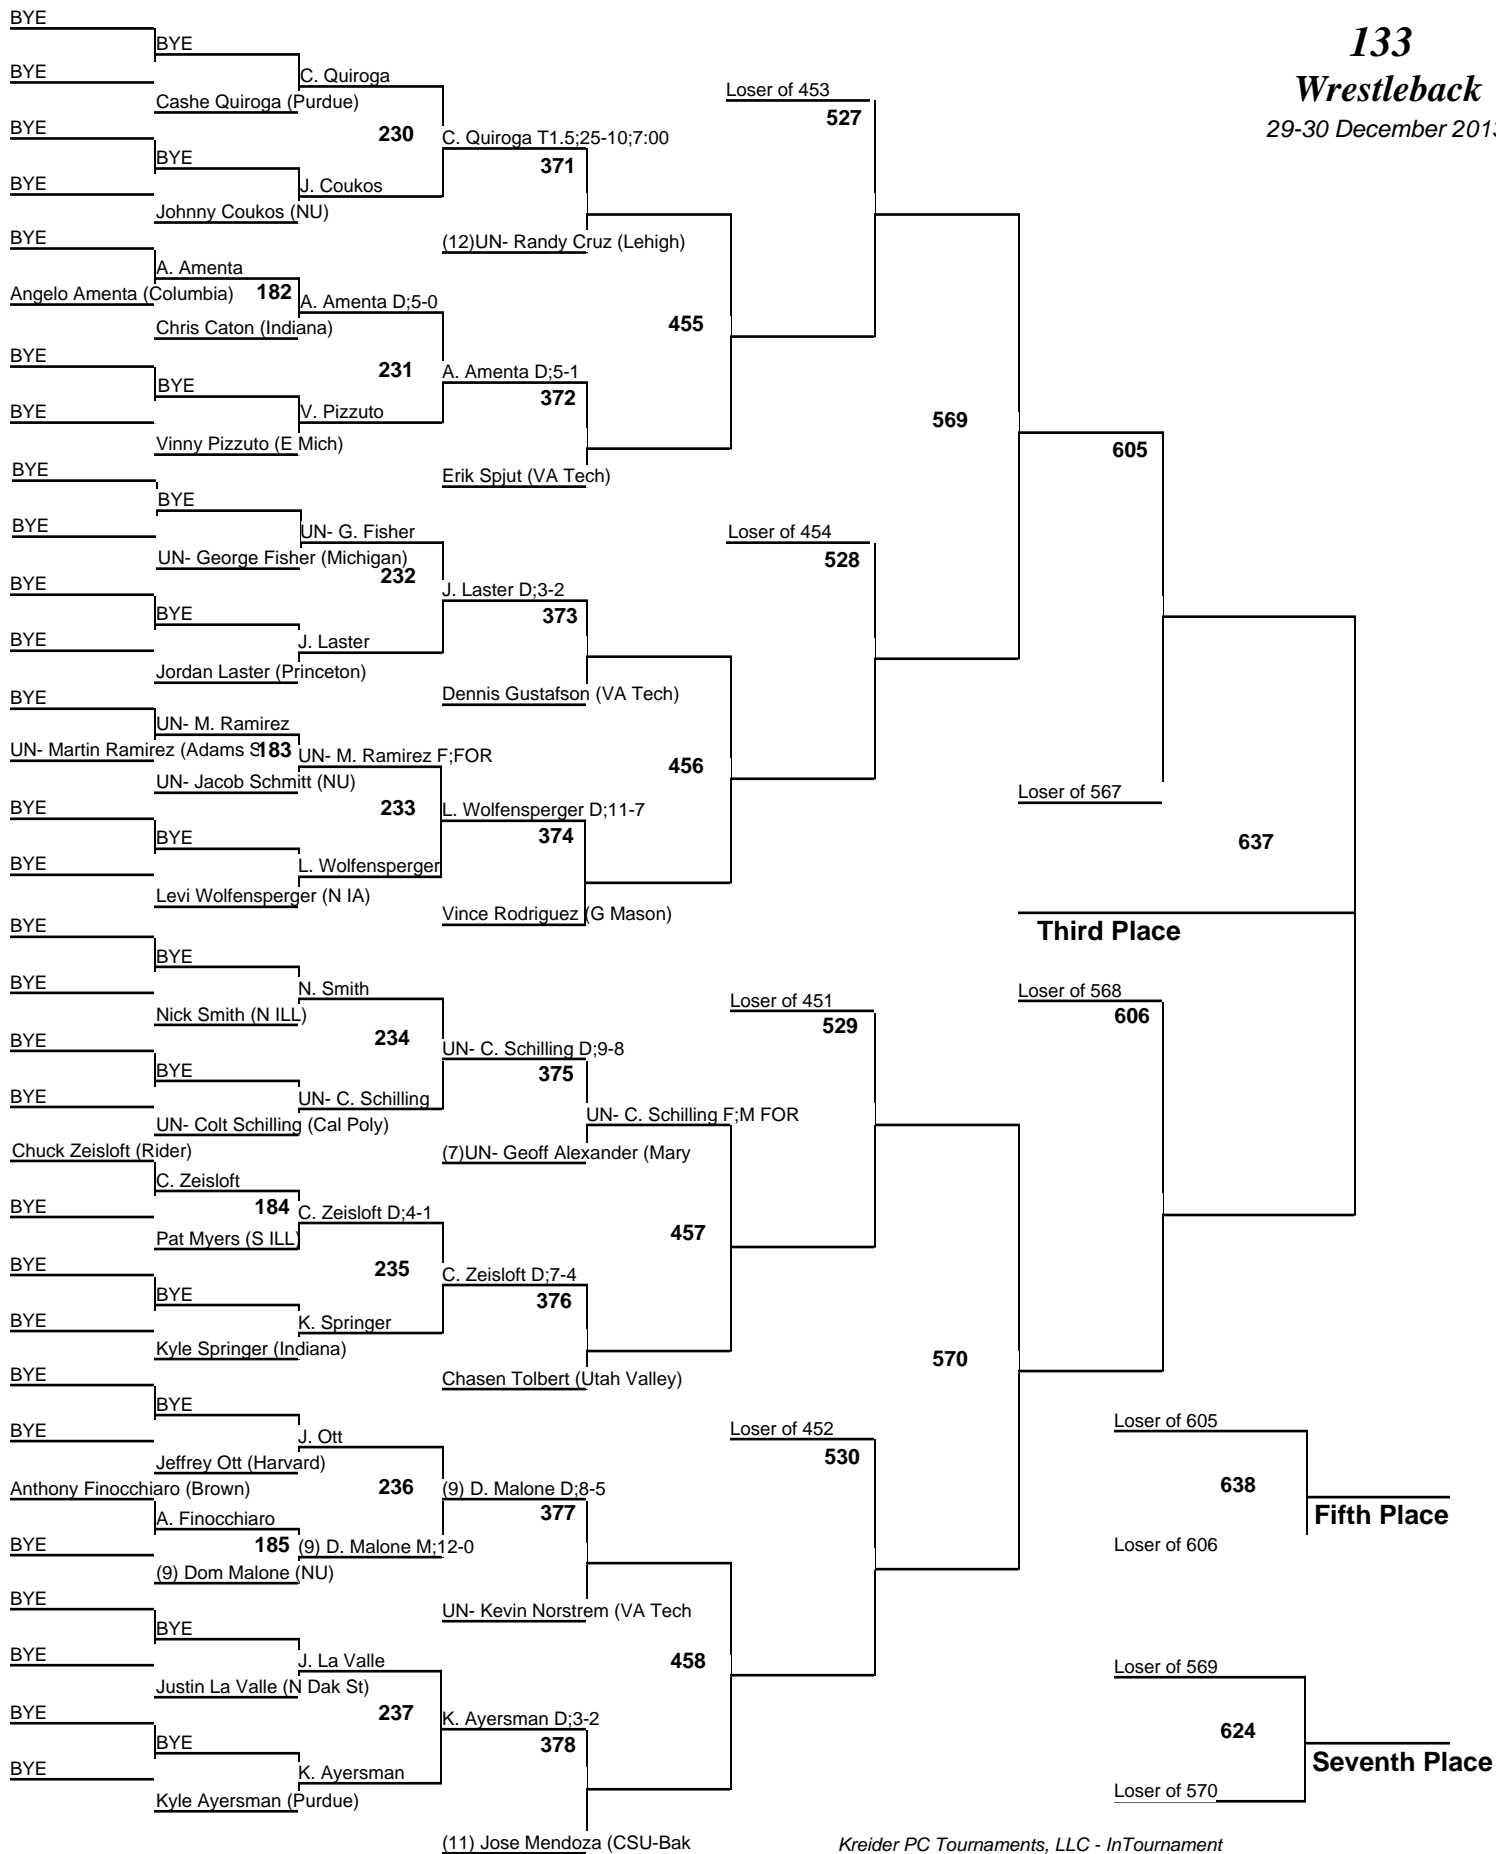 133
Wrestleback
29-30 December 201
BYE
BYE
BYE
C. Quiroga
Cashe Quiroga (Purdue)
230
BYE
BYE
BYE
J. Coukos
Johnny Coukos (NU)
C. Quiroga T1.5;25-10;7:00
371
(12)UN- Randy Cruz (Lehigh)
BYE
A. Amenta
Angelo Amenta (Columbia)
182
A. Amenta D;5-0
Chris Caton (Indiana)
231
BYE
BYE
BYE
V. Pizzuto
Vinny Pizzuto (E Mich)
A. Amenta D;5-1
372
Erik Spjut (VA Tech)
455
Loser of 453
527
BYE
BYE
BYE
UN- G. Fisher
UN- George Fisher (Michigan)
232
BYE
BYE
BYE
J. Laster
Jordan Laster (Princeton)
J. Laster D;3-2
373
Dennis Gustafson (VA Tech)
BYE
UN- M. Ramirez
UN- Martin Ramirez (Adams S
183
UN- M. Ramirez F;FOR
UN- Jacob Schmitt (NU)
233
BYE
BYE
BYE
L. Wolfensperger
Levi Wolfensperger (N IA)
L. Wolfensperger D;11-7
374
Vince Rodriguez (G Mason)
456
Loser of 454
528
569
605
Loser of 567
637
Third Place
BYE
BYE
BYE
N. Smith
Nick Smith (N ILL)
234
BYE
BYE
BYE
UN- C. Schilling
UN- Colt Schilling (Cal Poly)
UN- C. Schilling D;9-8
375
UN- C. Schilling F;M FOR
(7)UN- Geoff Alexander (Mary
Chuck Zeisloft (Rider)
C. Zeisloft
BYE
184
C. Zeisloft D;4-1
Pat Myers (S ILL)
235
BYE
BYE
BYE
K. Springer
Kyle Springer (Indiana)
C. Zeisloft D;7-4
376
Chasen Tolbert (Utah Valley)
457
Loser of 451
529
Loser of 568
606
570
BYE
BYE
BYE
J. Ott
Jeffrey Ott (Harvard)
236
Anthony Finocchiaro (Brown)
A. Finocchiaro
BYE
185
(9) D. Malone M;12-0
(9) Dom Malone (NU)
(9) D. Malone D;8-5
377
UN- Kevin Norstrem (VA Tech
BYE
BYE
BYE
J. La Valle
Justin La Valle (N Dak St)
237
BYE
BYE
BYE
K. Ayersman
Kyle Ayersman (Purdue)
K. Ayersman D;3-2
378
(11) Jose Mendoza (CSU-Bak
458
Loser of 452
530
Loser of 605
638
Fifth Place
Loser of 606
Loser of 569
624
Seventh Place
Loser of 570
Kreider PC Tournaments, LLC - InTournament